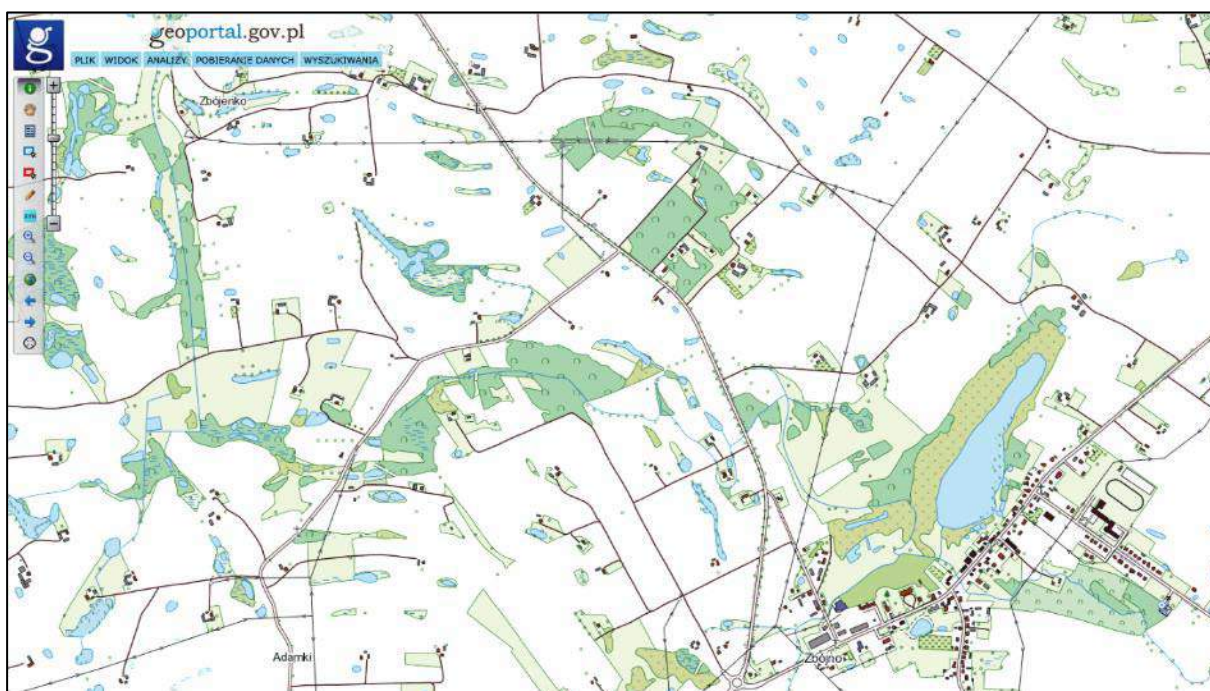 geoportal.gov.pl
PLIK WIDOK ANALIZY POBIERANIE DANYCH WYSZUKIWANIA
Zbójenko
Adamki
Zbójno